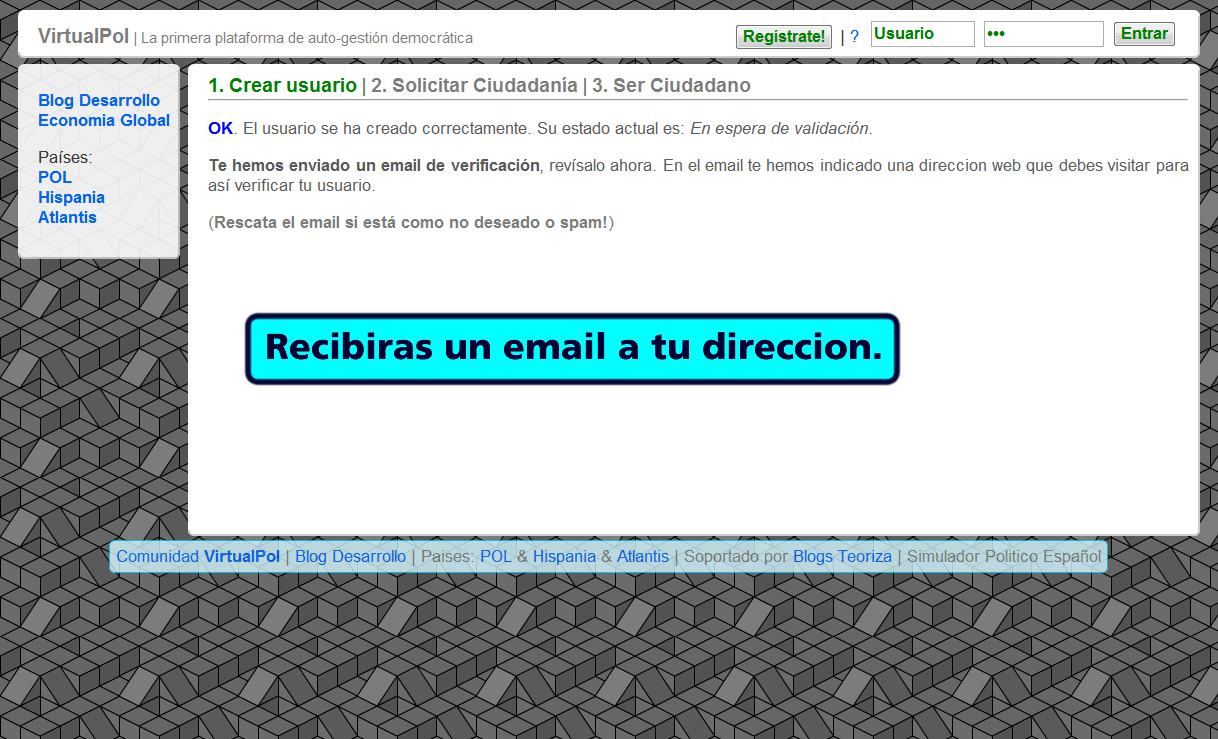 VirtualPol | La primera plataforma de auto-gestión democrática
Regístrate! | ? Usuario ••• Entrar
Blog Desarrollo
Economia Global
Países:
POL
Hispania
Atlantis
1. Crear usuario | 2. Solicitar Ciudadanía | 3. Ser Ciudadano
OK. El usuario se ha creado correctamente. Su estado actual es: En espera de validación.
Te hemos enviado un email de verificación, revísalo ahora. En el email te hemos indicado una direccion web que debes visitar para
así verificar tu usuario.
(Rescata el email si está como no deseado o spam!)
Recibiras un email a tu direccion.
Comunidad VirtualPol | Blog Desarrollo | Paises: POL & Hispania & Atlantis | Soportado por Blogs Teoriza | Simulador Politico Español